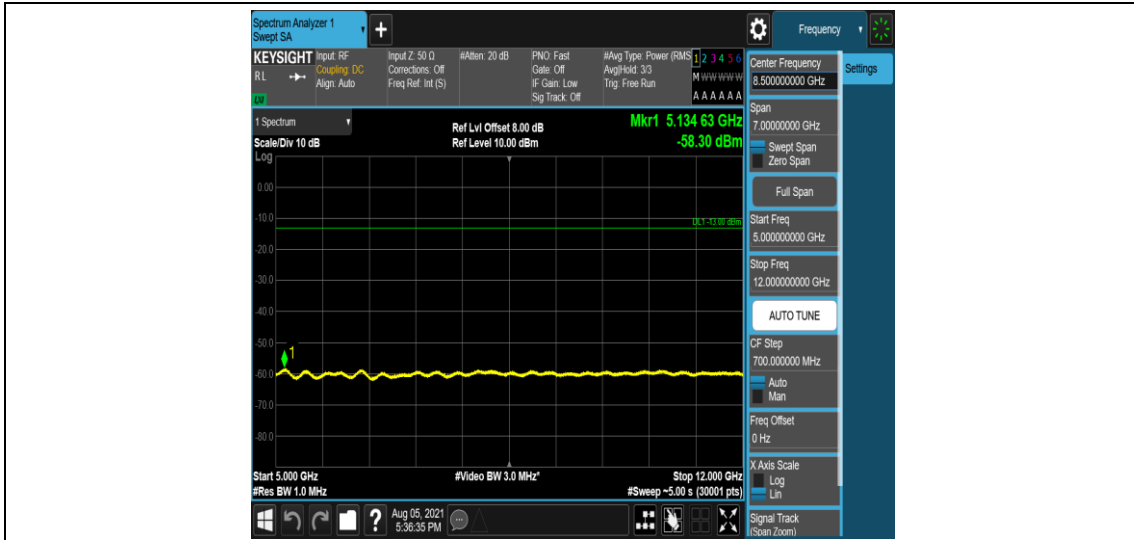 Spectrum Analyzer 1
Swept SA
Frequency
KEYSIGHT
RL
Input: RF
Coupling: DC
Align: Auto
Input Z: 50 Ω
Corrections: Off
Freq Ref: Int (S)
#Atten: 20 dB
PNO: Fast
Gate: Off
IF Gain: Low
Sig Track: Off
#Avg Type: Power (RMS
Avg|Hold: 3/3
Trig: Free Run
1 2 3 4 5 6
M W W W W W
A A A A A A
Center Frequency
8.500000000 GHz
Settings
Span
7.00000000 GHz
Swept Span
Zero Span
Full Span
Start Freq
5.000000000 GHz
Stop Freq
12.000000000 GHz
AUTO TUNE
CF Step
700.000000 MHz
Auto
Man
Freq Offset
0 Hz
X Axis Scale
Log
Lin
Signal Track
(Span Zoom)
1 Spectrum
Scale/Div 10 dB
Ref Lvl Offset 8.00 dB
Ref Level 10.00 dBm
Mkr1 5.134 63 GHz
-58.30 dBm
Log
0.00
-10.0
DL1 -13.00 dBm
-20.0
-30.0
-40.0
-50.0
1
-60.0
-70.0
-80.0
Start 5.000 GHz
#Video BW 3.0 MHz*
Stop 12.000 GHz
#Res BW 1.0 MHz
#Sweep ~5.00 s (30001 pts)
?
Aug 05, 2021
5:36:35 PM